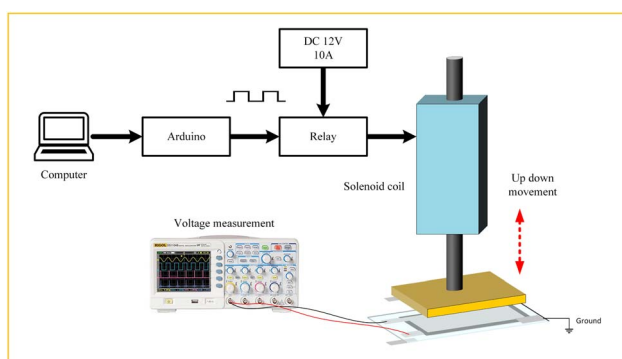 DC 12V
10A
Arduino
Relay
Computer
Solenoid coil
Up down
movement
Voltage measurement
Ground